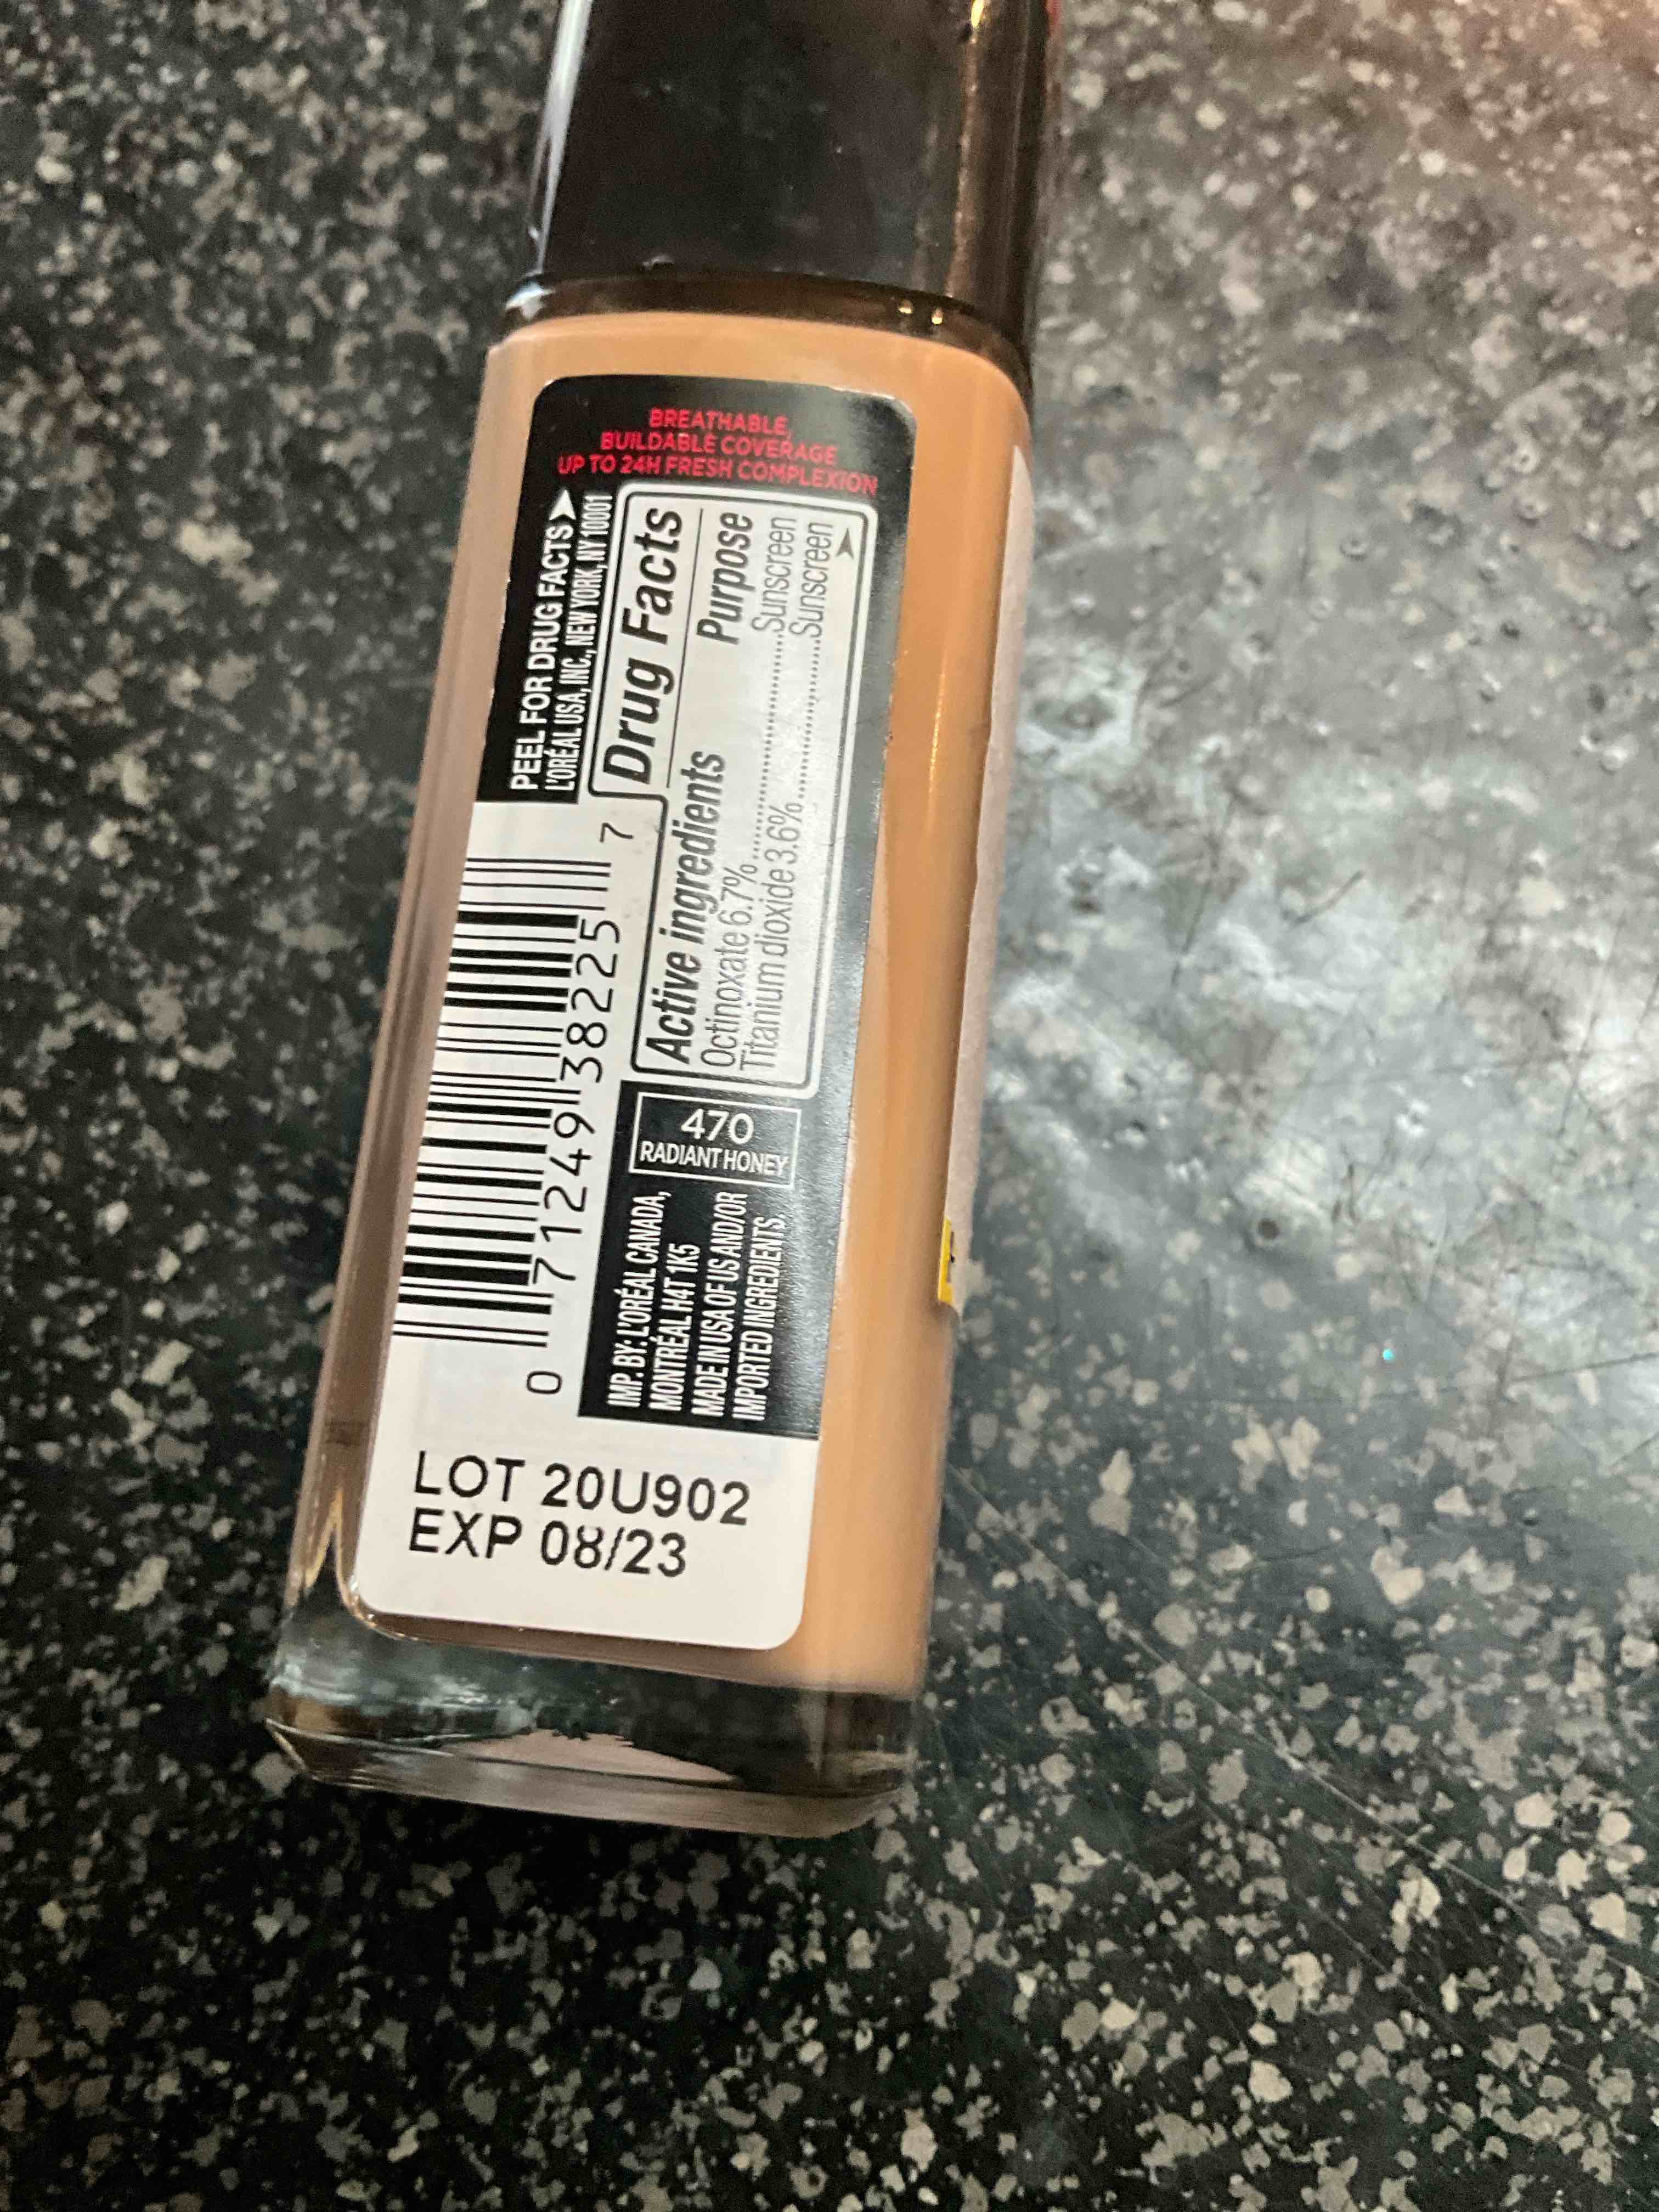 BREATHABLE,
BUILDABLE COVERAGE
UP TO 24H FRESH COMPLEXION
PEEL FOR DRUG FACTS
L'ORÉAL USA, INC., NEW YORK, NY 10001
Drug Facts
Active ingredients Purpose
Octinoxate 6.7%..........Sunscreen
Titanium dioxide 3.6%..........Sunscreen
0 71249 38225 7
470
RADIANT HONEY
IMP. BY: L'ORÉAL CANADA,
MONTRÉAL H4T 1K5
MADE IN USA OF US AND/OR
IMPORTED INGREDIENTS.
LOT 20U902
EXP 08/23